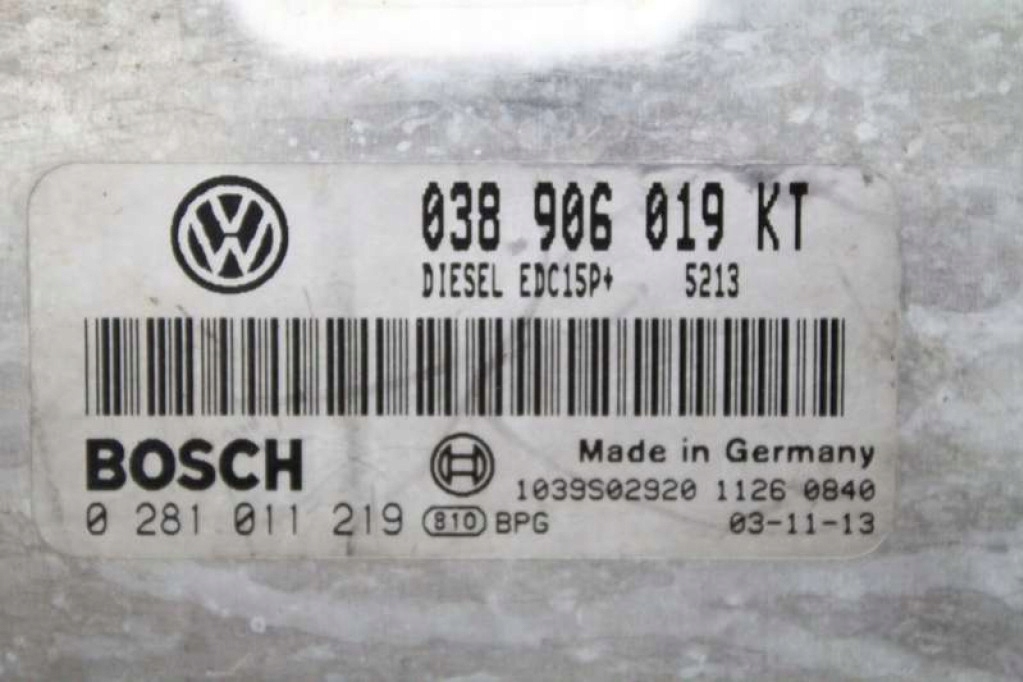 038 906 019 KT
DIESEL EDC15P+ 5213
BOSCH
0 281 011 219
810 BPG
Made in Germany
1039S02920 1126 0840
03-11-13